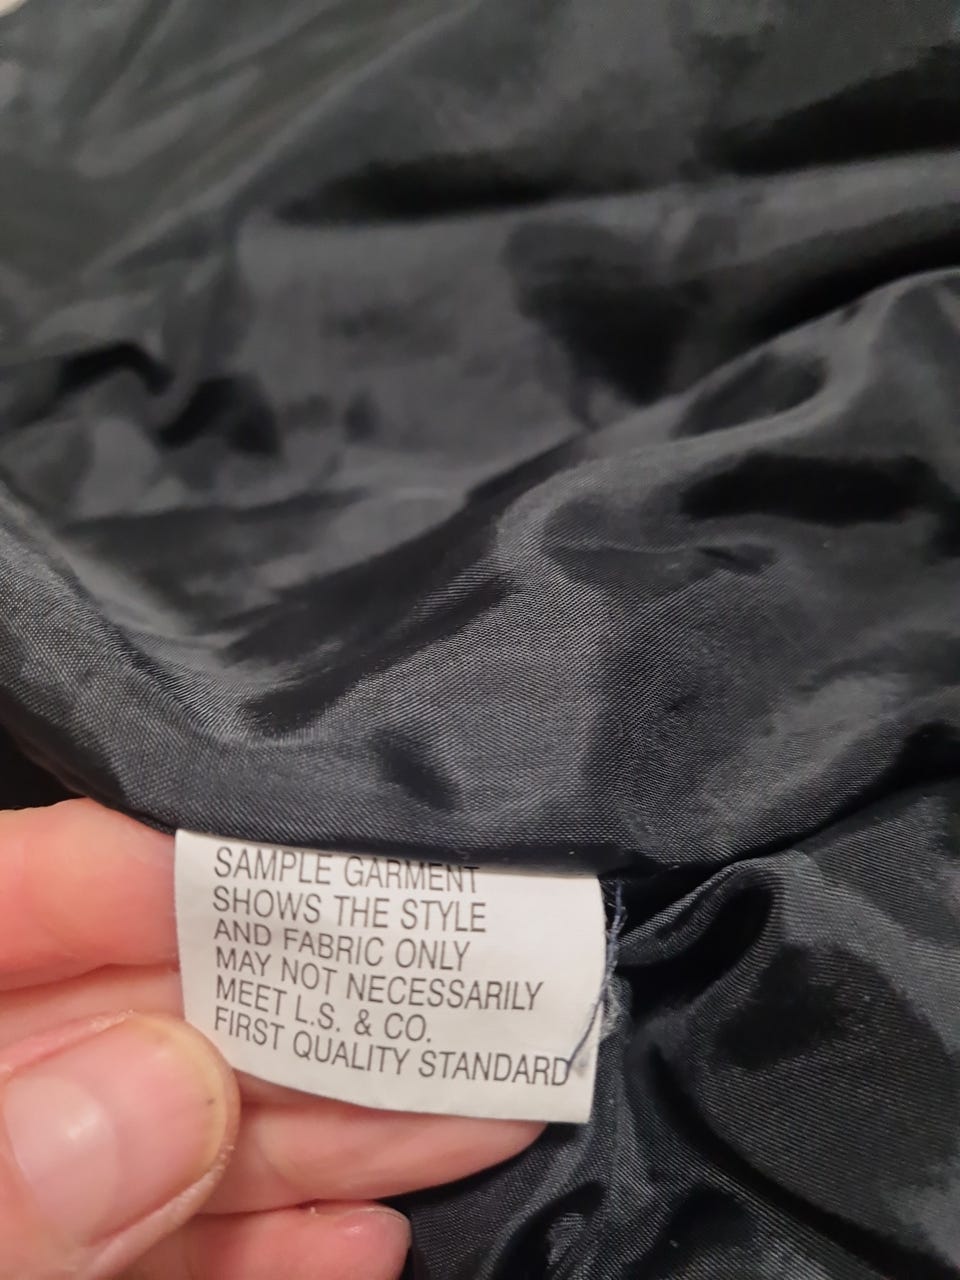 SAMPLE GARMENT
SHOWS THE STYLE
AND FABRIC ONLY
MAY NOT NECESSARILY
MEET L.S. & CO.
FIRST QUALITY STANDARD